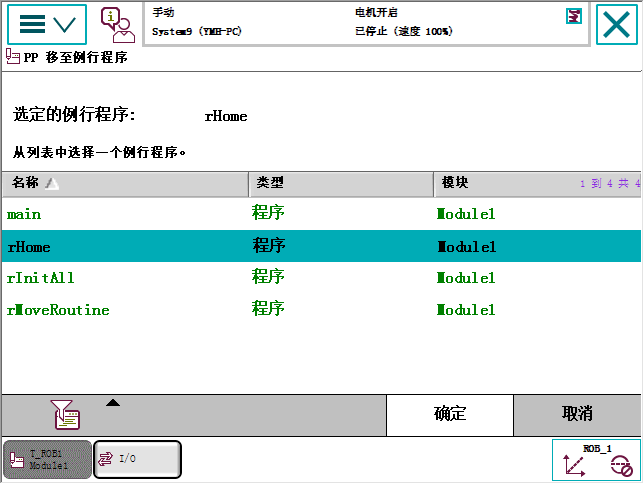 手动 电机开启
System9 (YMH-PC) 已停止 (速度 100%)
PP 移至例行程序
选定的例行程序: rHome
从列表中选择一个例行程序。
名称 类型 模块 1 到 4 共 4
main 程序 Module1
rHome 程序 Module1
rInitAll 程序 Module1
rMoveRoutine 程序 Module1
确定 取消
T_ROB1
Module1
I/O
ROB_1